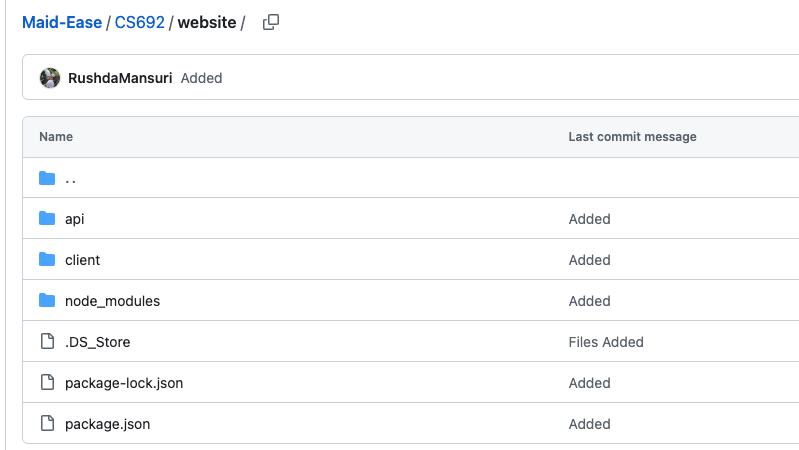 Maid-Ease / CS692 / website /
RushdaMansuri Added
Name Last commit message
..
api Added
client Added
node_modules Added
.DS_Store Files Added
package-lock.json Added
package.json Added